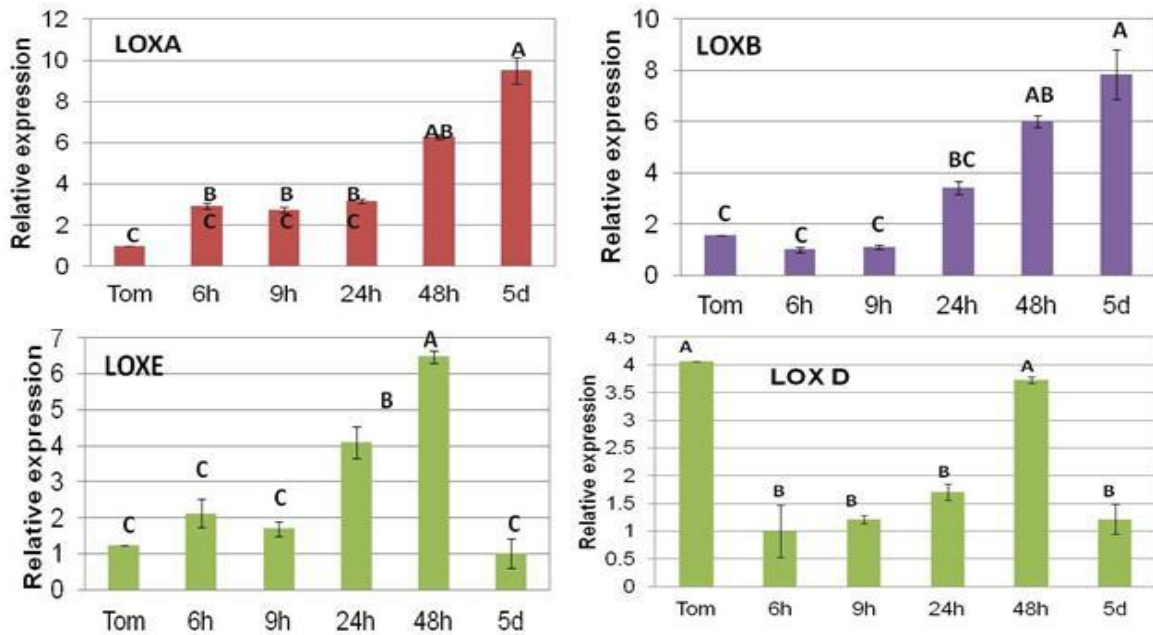 LOXA
Relative expression
12
10
8
6
4
2
0
C
B
C
B
C
B
C
AB
A
Tom 6h 9h 24h 48h 5d
LOXB
Relative expression
10
8
6
4
2
0
C
C
C
BC
AB
A
Tom 6h 9h 24h 48h 5d
LOXE
Relative expression
7
6
5
4
3
2
1
0
C
C
C
B
A
C
Tom 6h 9h 24h 48h 5d
LOX D
Relative expression
4.5
4
3.5
3
2.5
2
1.5
1
0.5
0
A
B
B
B
A
B
Tom 6h 9h 24h 48h 5d